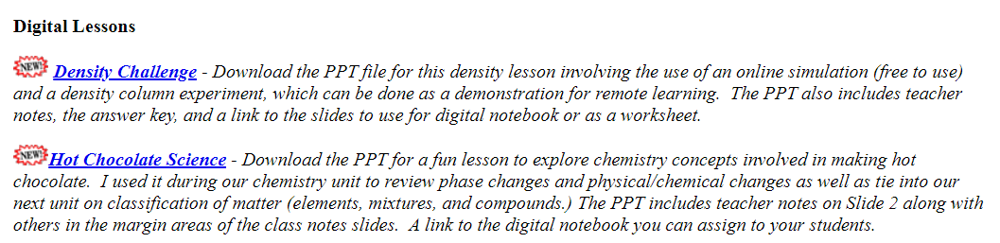 Digital Lessons
NEW! Density Challenge - Download the PPT file for this density lesson involving the use of an online simulation (free to use)
and a density column experiment, which can be done as a demonstration for remote learning.  The PPT also includes teacher
notes, the answer key, and a link to the slides to use for digital notebook or as a worksheet.
NEW! Hot Chocolate Science - Download the PPT for a fun lesson to explore chemistry concepts involved in making hot
chocolate.  I used it during our chemistry unit to review phase changes and physical/chemical changes as well as tie into our
next unit on classification of matter (elements, mixtures, and compounds.) The PPT includes teacher notes on Slide 2 along with
others in the margin areas of the class notes slides.  A link to the digital notebook you can assign to your students.